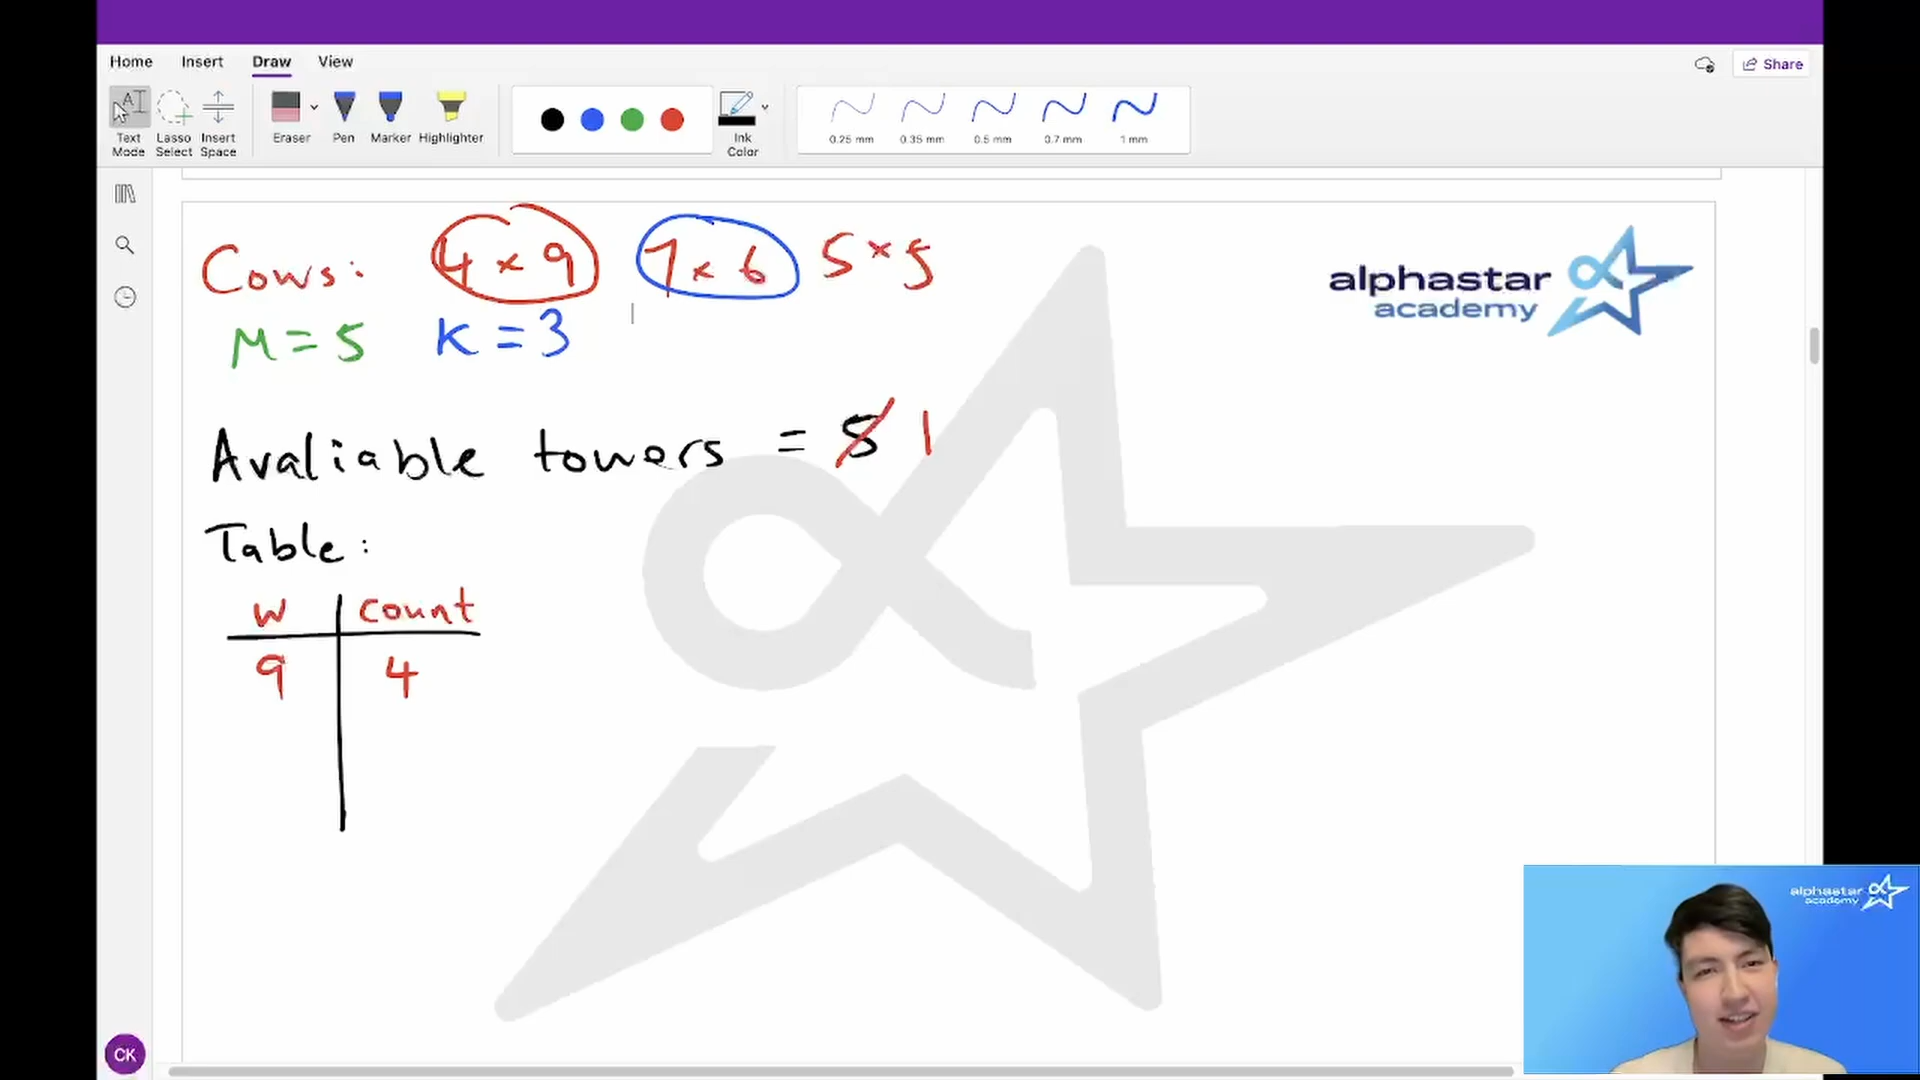 Home Insert Draw View
Share
Text Mode
Lasso Select
Insert Space
Eraser
Pen
Marker
Highlighter
Ink Color
0.25 mm
0.35 mm
0.5 mm
0.7 mm
1 mm
Cows: 4 × 9 7 × 6 5 × 5
M = 5 K = 3
alphastar
academy
Avaliable towers = 5 1
Table:
W count
9 4
alphastar
academy
CK